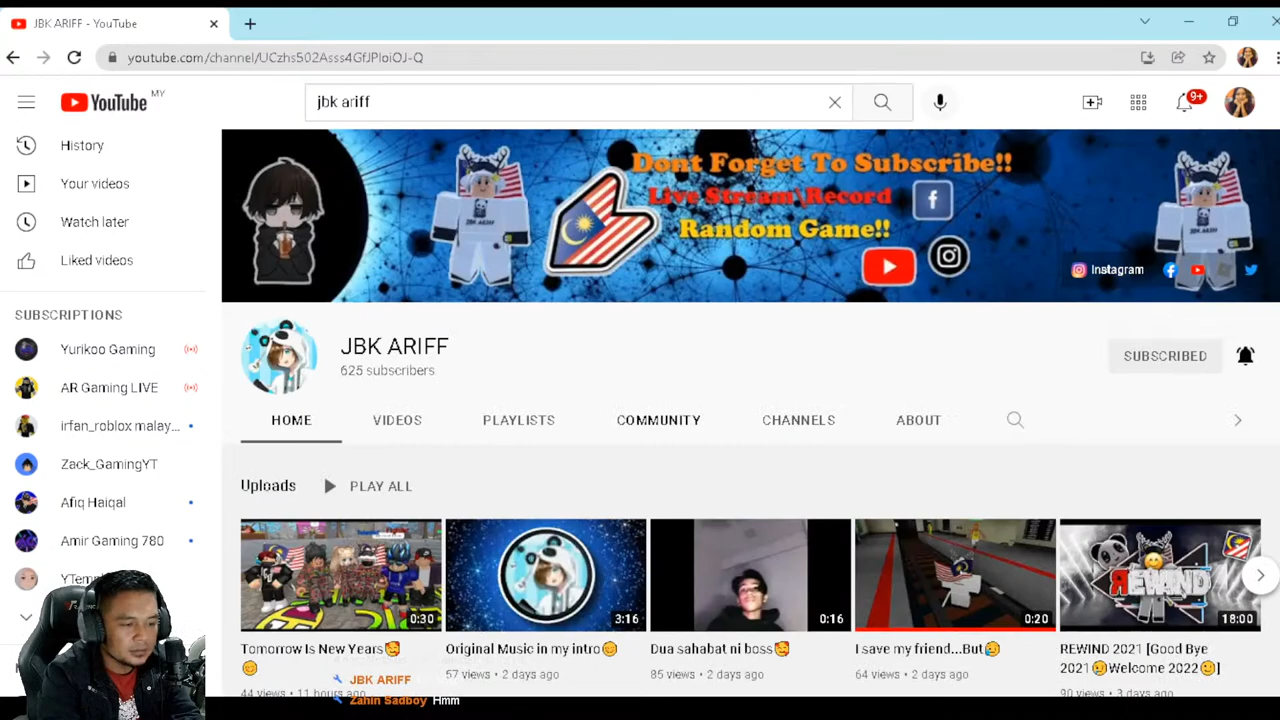 JBK ARIFF - YouTube
youtube.com/channel/UCzhs502Asss4GfJPloiOJ-Q
YouTube MY
jbk ariff
9+
History
Your videos
Watch later
Liked videos
SUBSCRIPTIONS
Yurikoo Gaming
AR Gaming LIVE
irfan_roblox malay...
Zack_GamingYT
Afiq Haiqal
Amir Gaming 780
Dont Forget To Subscribe!!
Live Stream\Record
Random Game!!
JBK ARIFF
Instagram
JBK ARIFF
JBK ARIFF
625 subscribers
SUBSCRIBED
HOME VIDEOS PLAYLISTS COMMUNITY CHANNELS ABOUT
Uploads PLAY ALL
0:30
3:16
0:16
0:20
REWIND
18:00
Tomorrow Is New Years🥰
😊
44 views • 11 hours ago
Original Music in my intro😊
57 views • 2 days ago
Dua sahabat ni boss🥰
85 views • 2 days ago
I save my friend...But😥
64 views • 2 days ago
REWIND 2021 [Good Bye
2021😥Welcome 2022😊]
90 views • 3 days ago
JBK ARIFF
Zahin Sadboy Hmm